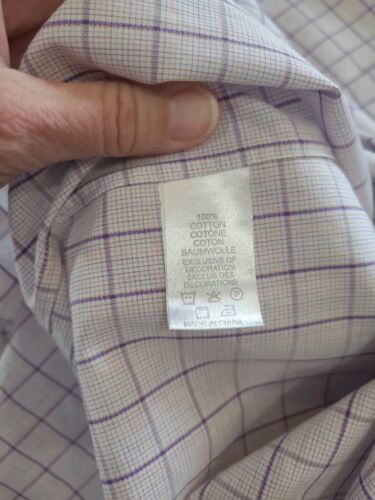 100%
COTTON
COTONE
COTON
BAUMWOLLE
EXCLUSIVE OF
DECORATION
EXCLUS DES
DECORATIONS
P
MADE IN CHINA